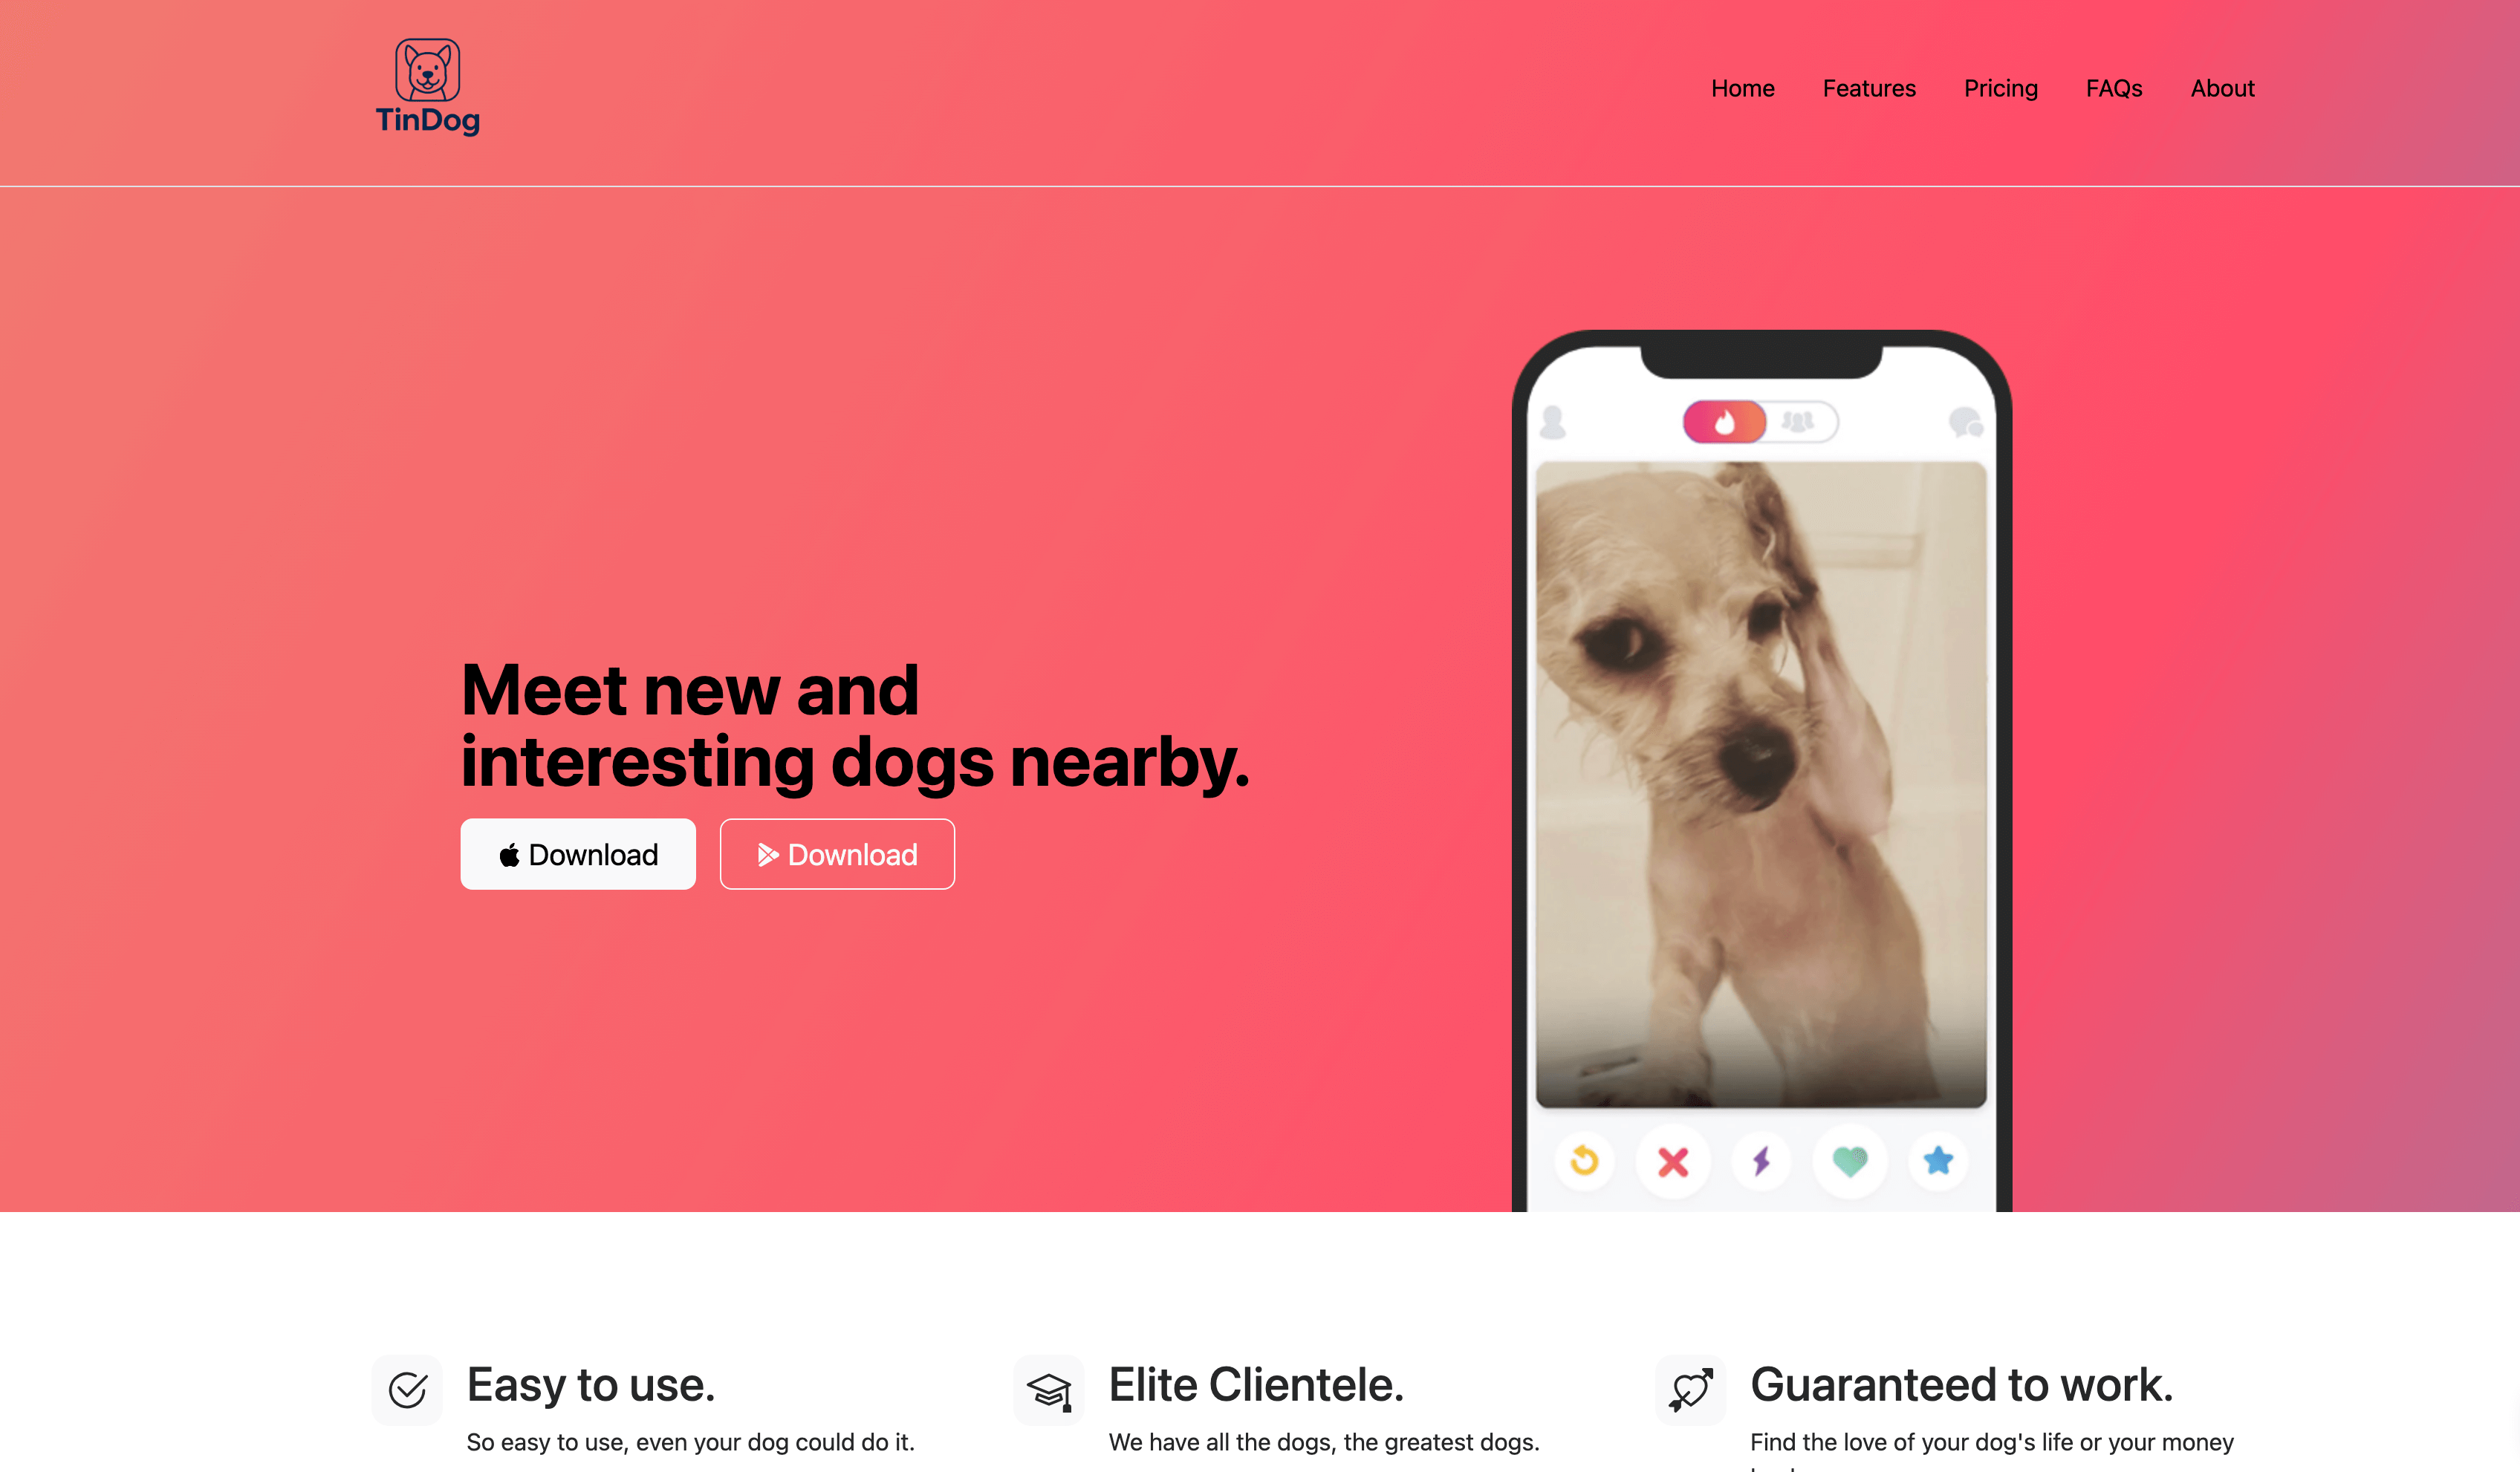 TinDog
Home Features Pricing FAQs About
Meet new and
interesting dogs nearby.
Download Download
Easy to use.
So easy to use, even your dog could do it.
Elite Clientele.
We have all the dogs, the greatest dogs.
Guaranteed to work.
Find the love of your dog's life or your money